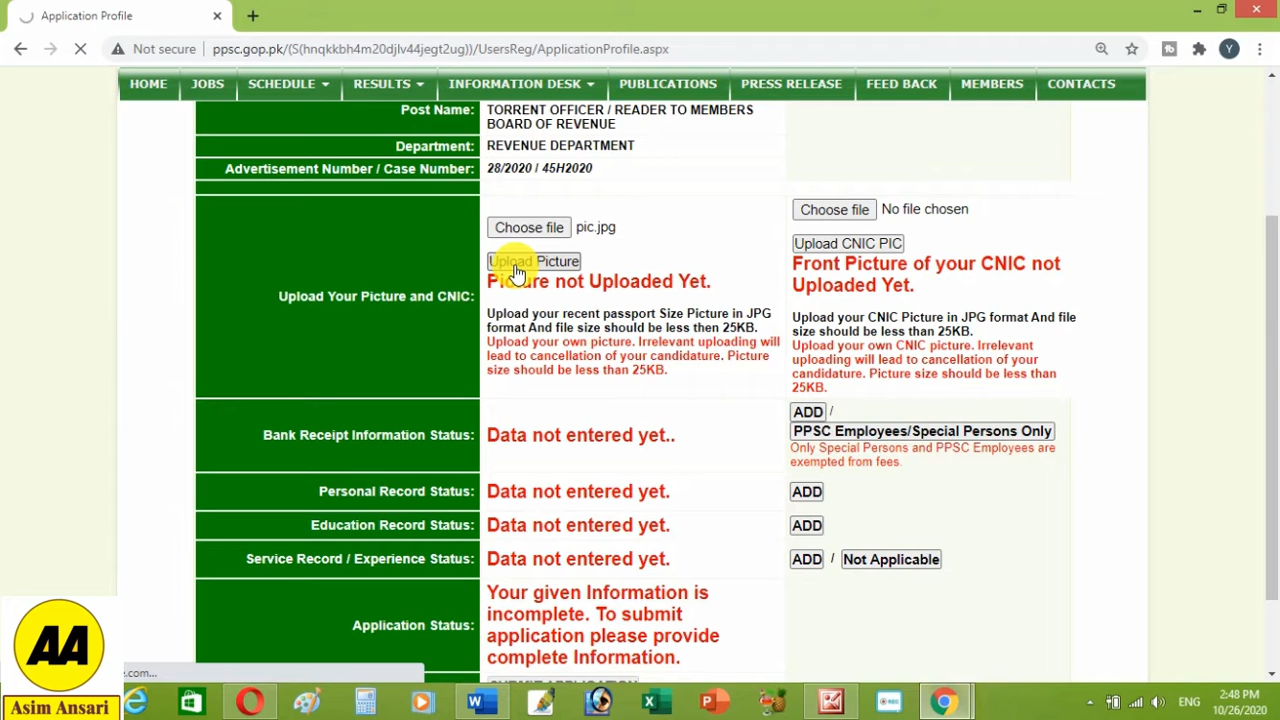 Application Profile
Not secure
ppsc.gop.pk/(S(hnqkkbh4m20djlv44jegt2ug))/UsersReg/ApplicationProfile.aspx
Y
HOME JOBS SCHEDULE RESULTS INFORMATION DESK PUBLICATIONS PRESS RELEASE FEED BACK MEMBERS CONTACTS
Post Name: TORRENT OFFICER / READER TO MEMBERS
BOARD OF REVENUE
Department: REVENUE DEPARTMENT
Advertisement Number / Case Number: 28/2020 / 45H2020
Upload Your Picture and CNIC:
Choose file pic.jpg
Upload Picture
Picture not Uploaded Yet.
Upload your recent passport Size Picture in JPG
format And file size should be less then 25KB.
Upload your own picture. Irrelevant uploading will
lead to cancellation of your candidature. Picture
size should be less than 25KB.
Choose file No file chosen
Upload CNIC PIC
Front Picture of your CNIC not
Uploaded Yet.
Upload your CNIC Picture in JPG format And file
size should be less than 25KB.
Upload your own CNIC picture. Irrelevant
uploading will lead to cancellation of your
candidature. Picture size should be less than
25KB.
Bank Receipt Information Status: Data not entered yet..
ADD /
PPSC Employees/Special Persons Only
Only Special Persons and PPSC Employees are
exempted from fees.
Personal Record Status: Data not entered yet. ADD
Education Record Status: Data not entered yet. ADD
Service Record / Experience Status: Data not entered yet. ADD / Not Applicable
Application Status:
Your given Information is
incomplete. To submit
application please provide
complete Information.
e.com...
AA
Asim Ansari
ENG
2:48 PM
10/26/2020